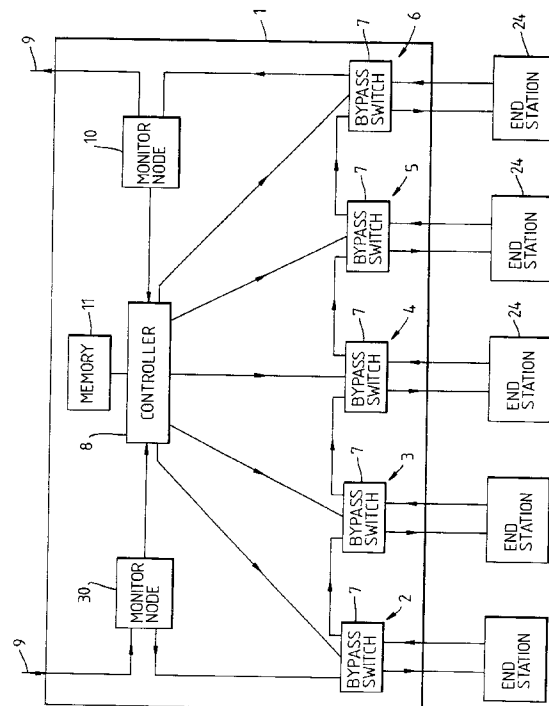 9
9
1
10
MONITOR
NODE
11
MEMORY
CONTROLLER
8
30
MONITOR
NODE
7
BYPASS
SWITCH
6
7
BYPASS
SWITCH
5
7
BYPASS
SWITCH
4
7
BYPASS
SWITCH
3
7
BYPASS
SWITCH
2
24
END
STATION
24
END
STATION
24
END
STATION
END
STATION
END
STATION